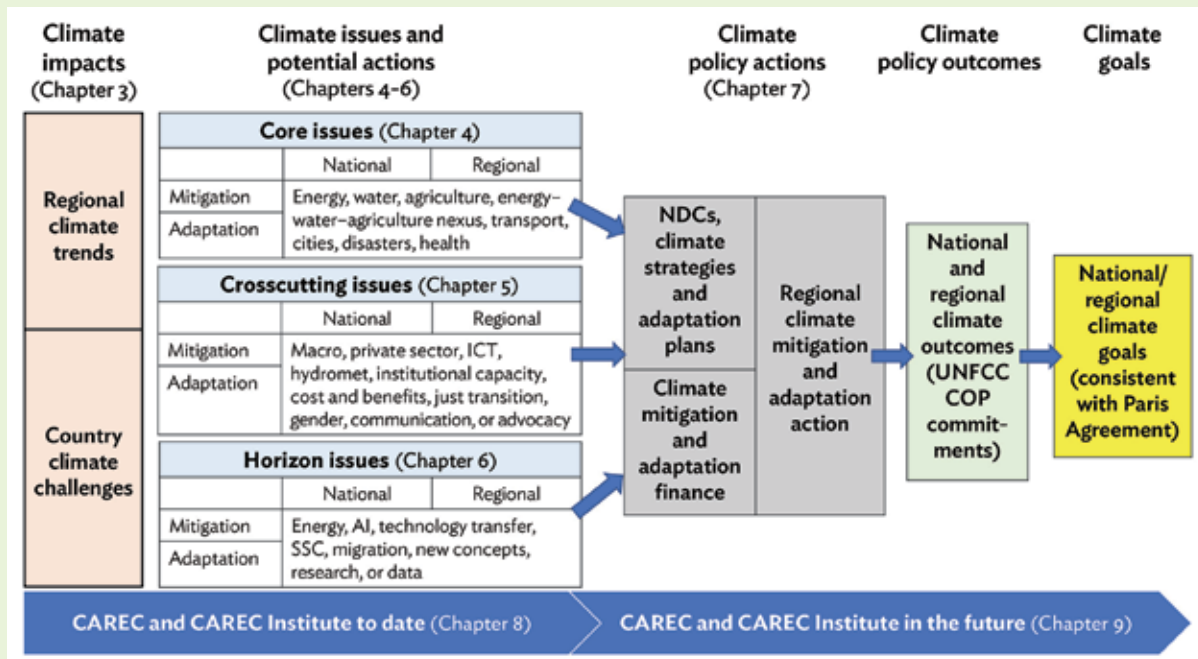 Climate
impacts
(Chapter 3)
Climate issues and
potential actions
(Chapters 4–6)
Climate
policy actions
(Chapter 7)
Climate
policy outcomes
Climate
goals
Regional
climate
trends
Country
climate
challenges
Core issues (Chapter 4)
National Regional
Mitigation
Adaptation
Energy, water, agriculture, energy–
water–agriculture nexus, transport,
cities, disasters, health
Crosscutting issues (Chapter 5)
National Regional
Mitigation
Adaptation
Macro, private sector, ICT,
hydromet, institutional capacity,
cost and benefits, just transition,
gender, communication, or advocacy
Horizon issues (Chapter 6)
National Regional
Mitigation
Adaptation
Energy, AI, technology transfer,
SSC, migration, new concepts,
research, or data
NDCs,
climate
strategies
and
adaptation
plans
Climate
mitigation and
adaptation
finance
Regional
climate
mitigation
and
adaptation
action
National
and
regional
climate
outcomes
(UNFCC
COP
commit-
ments)
National/
regional
climate
goals
(consistent
with Paris
Agreement)
CAREC and CAREC Institute to date (Chapter 8)
CAREC and CAREC Institute in the future (Chapter 9)